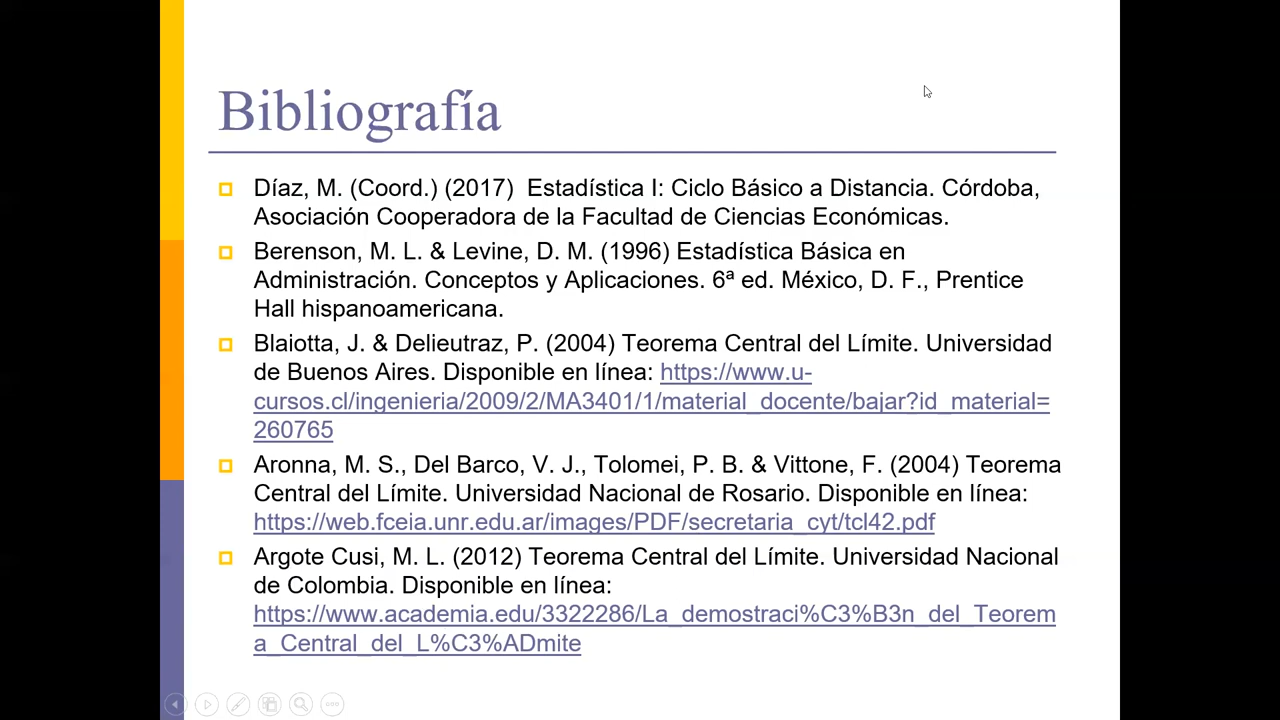 Bibliografía
Díaz, M. (Coord.) (2017)  Estadística I: Ciclo Básico a Distancia. Córdoba,
Asociación Cooperadora de la Facultad de Ciencias Económicas.
Berenson, M. L. & Levine, D. M. (1996) Estadística Básica en
Administración. Conceptos y Aplicaciones. 6ª ed. México, D. F., Prentice
Hall hispanoamericana.
Blaiotta, J. & Delieutraz, P. (2004) Teorema Central del Límite. Universidad
de Buenos Aires. Disponible en línea: https://www.u-
cursos.cl/ingenieria/2009/2/MA3401/1/material_docente/bajar?id_material=
260765
Aronna, M. S., Del Barco, V. J., Tolomei, P. B. & Vittone, F. (2004) Teorema
Central del Límite. Universidad Nacional de Rosario. Disponible en línea:
https://web.fceia.unr.edu.ar/images/PDF/secretaria_cyt/tcl42.pdf
Argote Cusi, M. L. (2012) Teorema Central del Límite. Universidad Nacional
de Colombia. Disponible en línea:
https://www.academia.edu/3322286/La_demostraci%C3%B3n_del_Teorem
a_Central_del_L%C3%ADmite